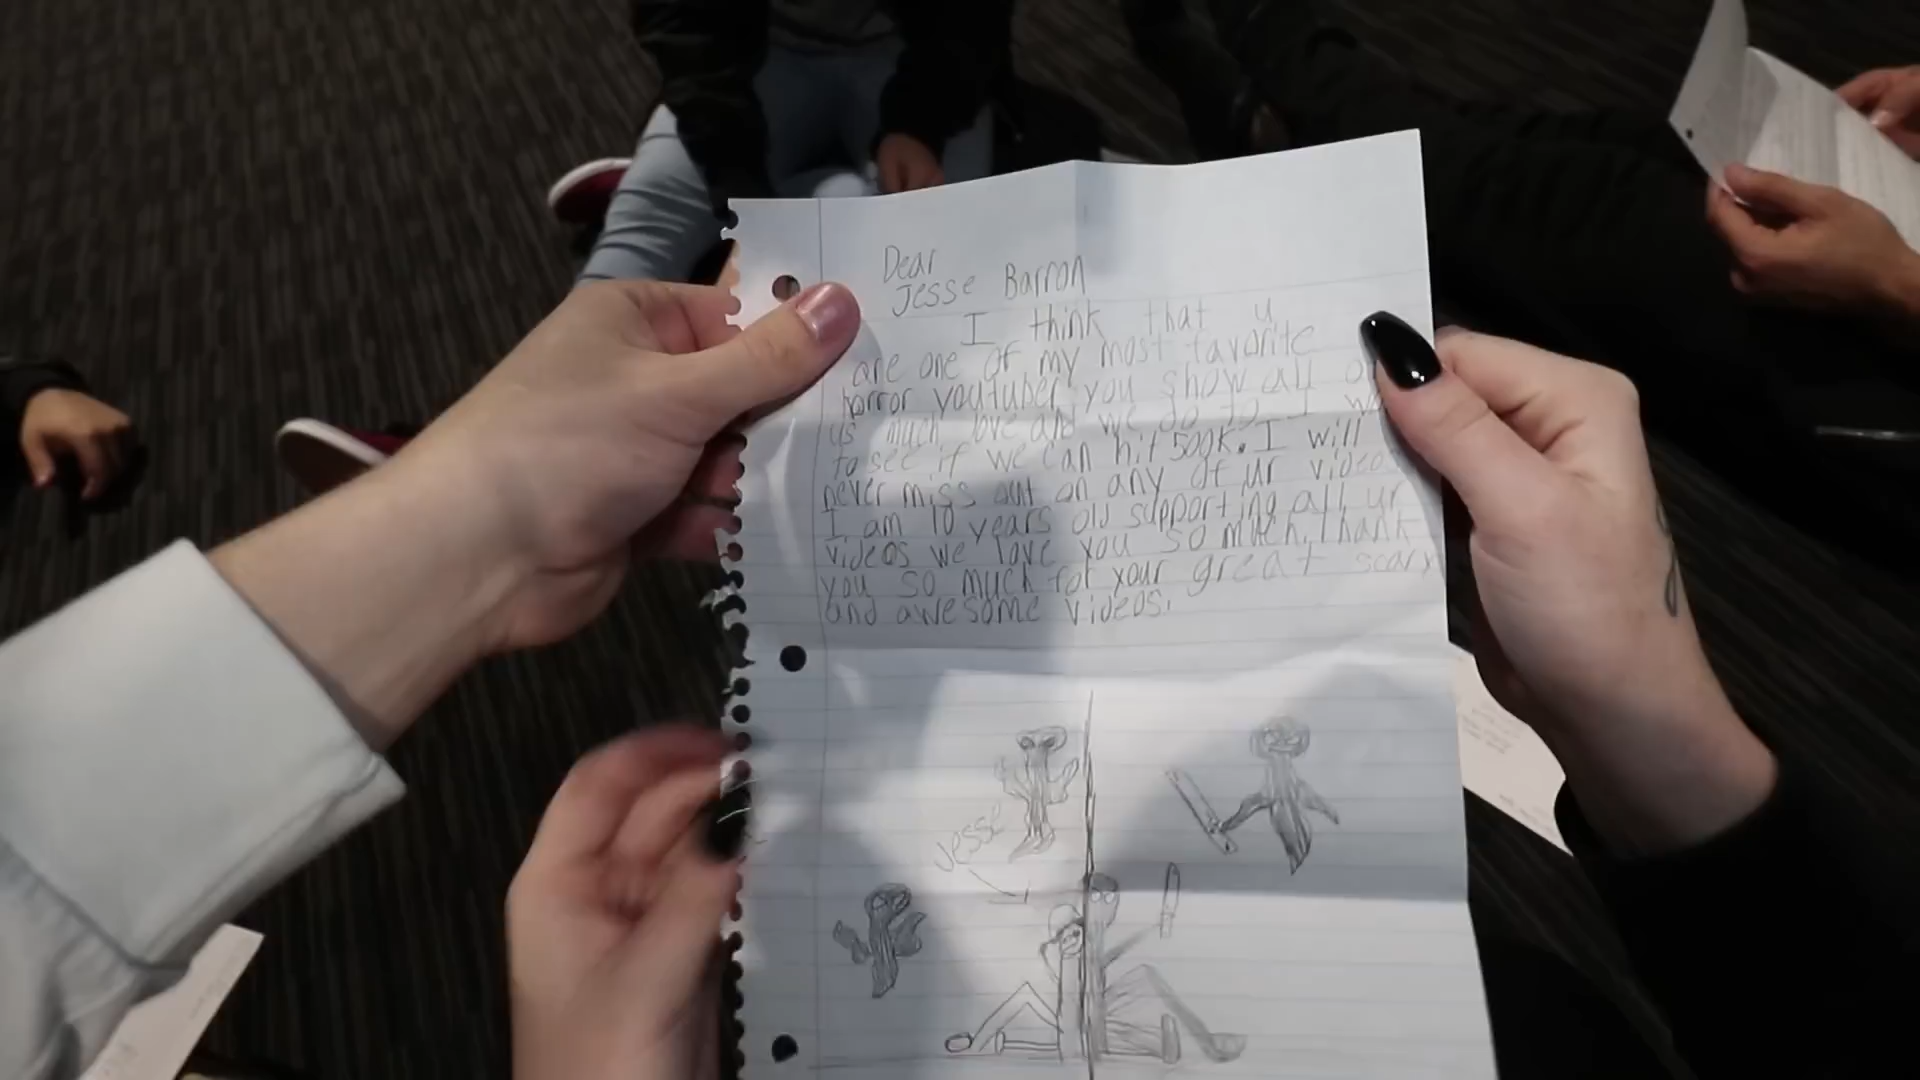 Dear
Jesse Barron
I think that u
are one of my most favorite
horror youtuber you show all
us much love and we do to I
to see if we can hit 500k. I will
never miss out on any of ur videos
I am 10 years old supporting all ur
videos we love you so much. Thank
you so much for your great scary
and awesome videos.
Jesse